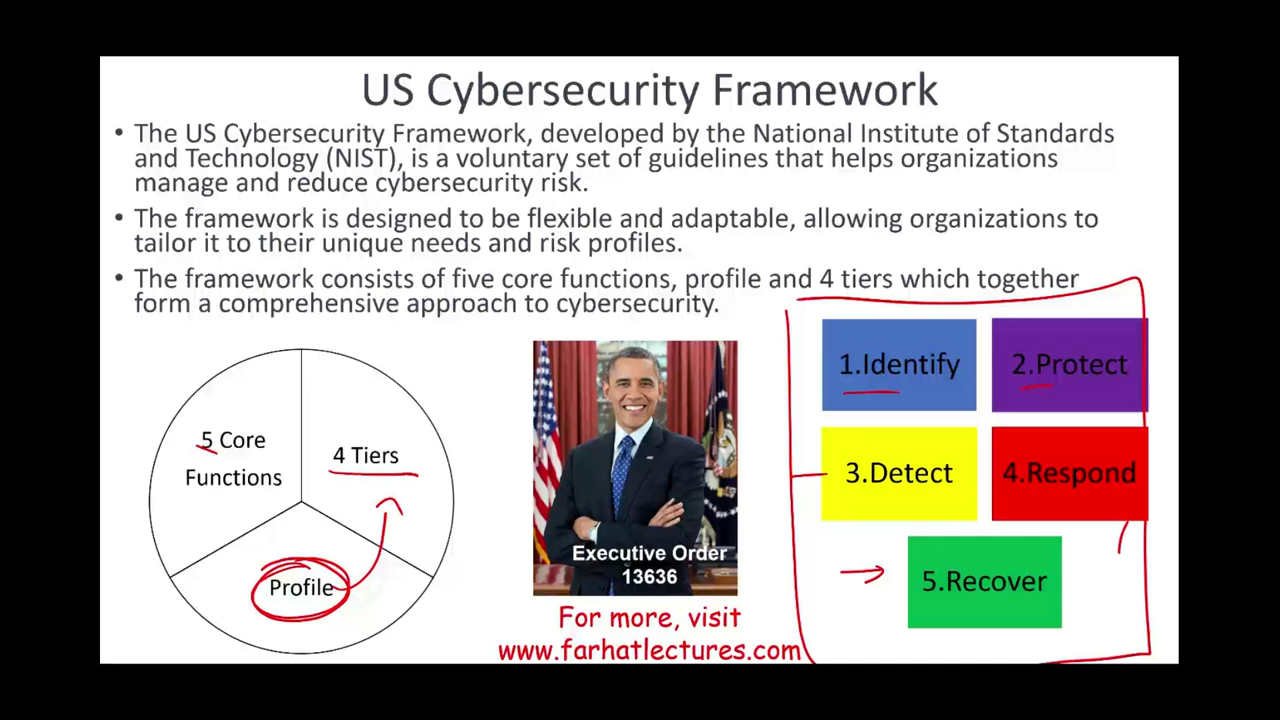 US Cybersecurity Framework
• The US Cybersecurity Framework, developed by the National Institute of Standards
and Technology (NIST), is a voluntary set of guidelines that helps organizations
manage and reduce cybersecurity risk.
• The framework is designed to be flexible and adaptable, allowing organizations to
tailor it to their unique needs and risk profiles.
• The framework consists of five core functions, profile and 4 tiers which together
form a comprehensive approach to cybersecurity.
5 Core
Functions
4 Tiers
Profile
Executive Order
13636
For more, visit
www.farhatlectures.com
1.Identify
2.Protect
3.Detect
4.Respond
5.Recover